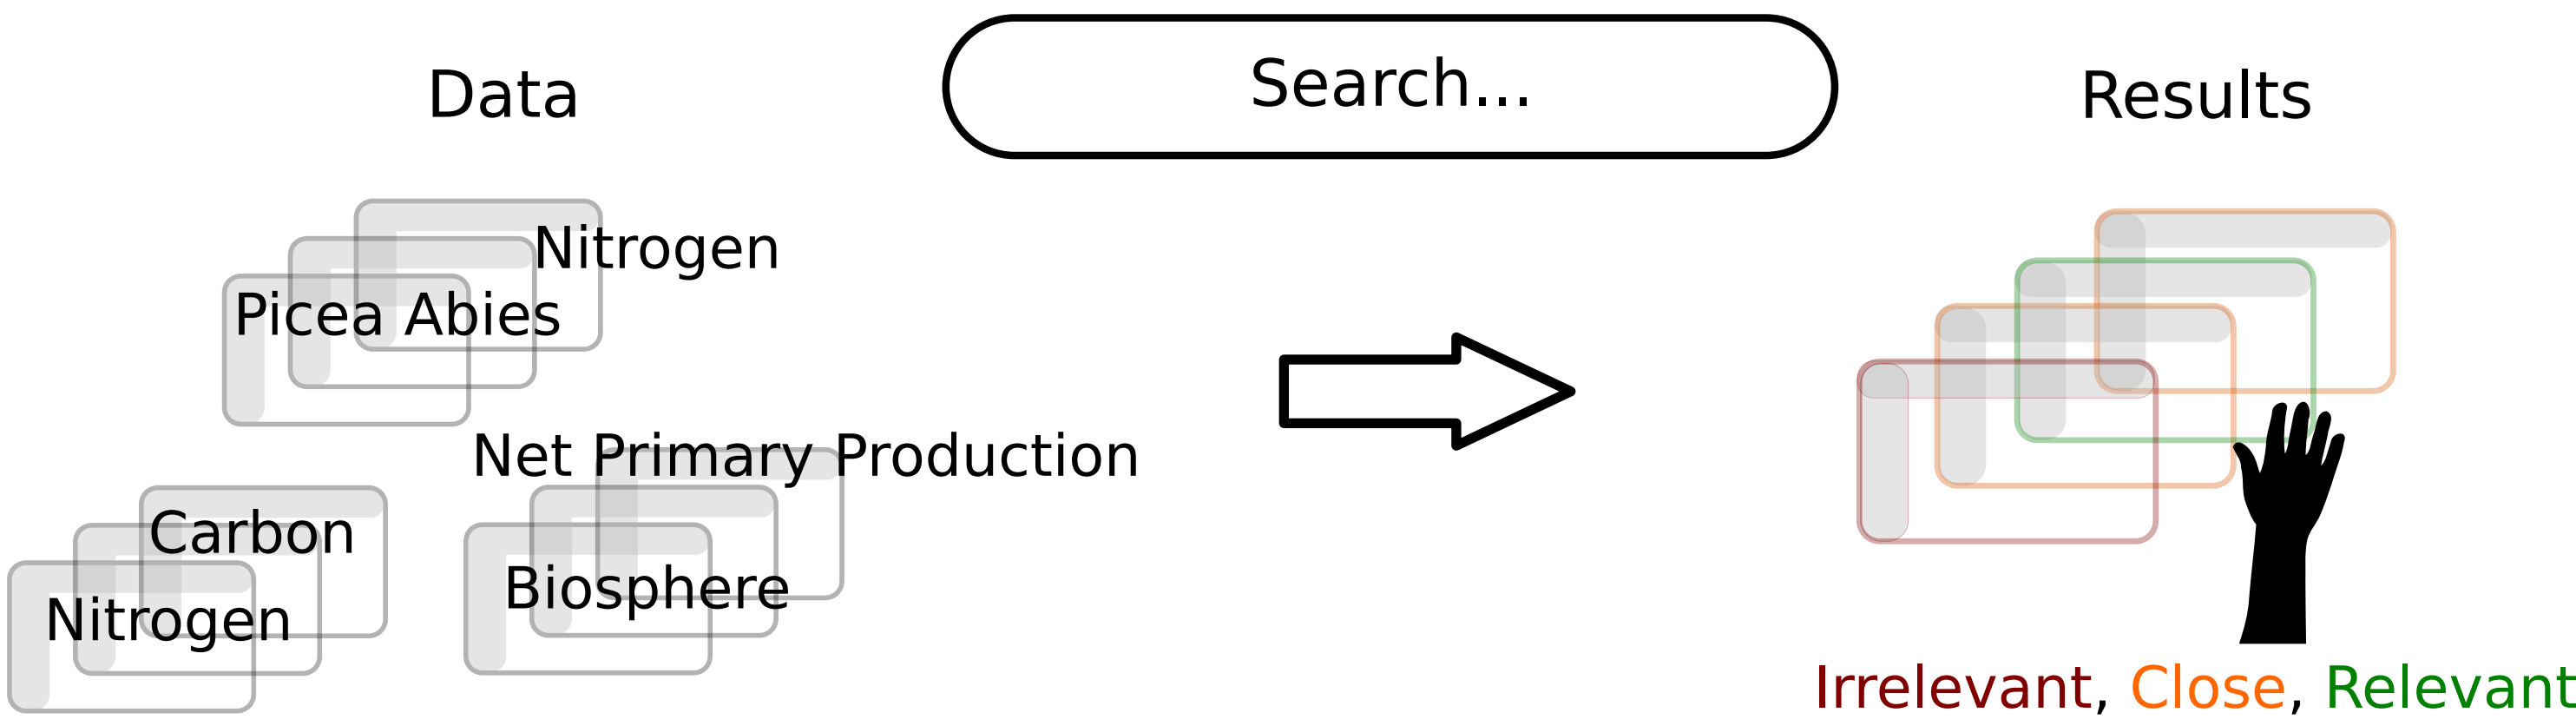 Data
Search...
Results
Nitrogen
Picea Abies
Net Primary Production
Carbon
Biosphere
Nitrogen
Irrelevant, Close, Relevant